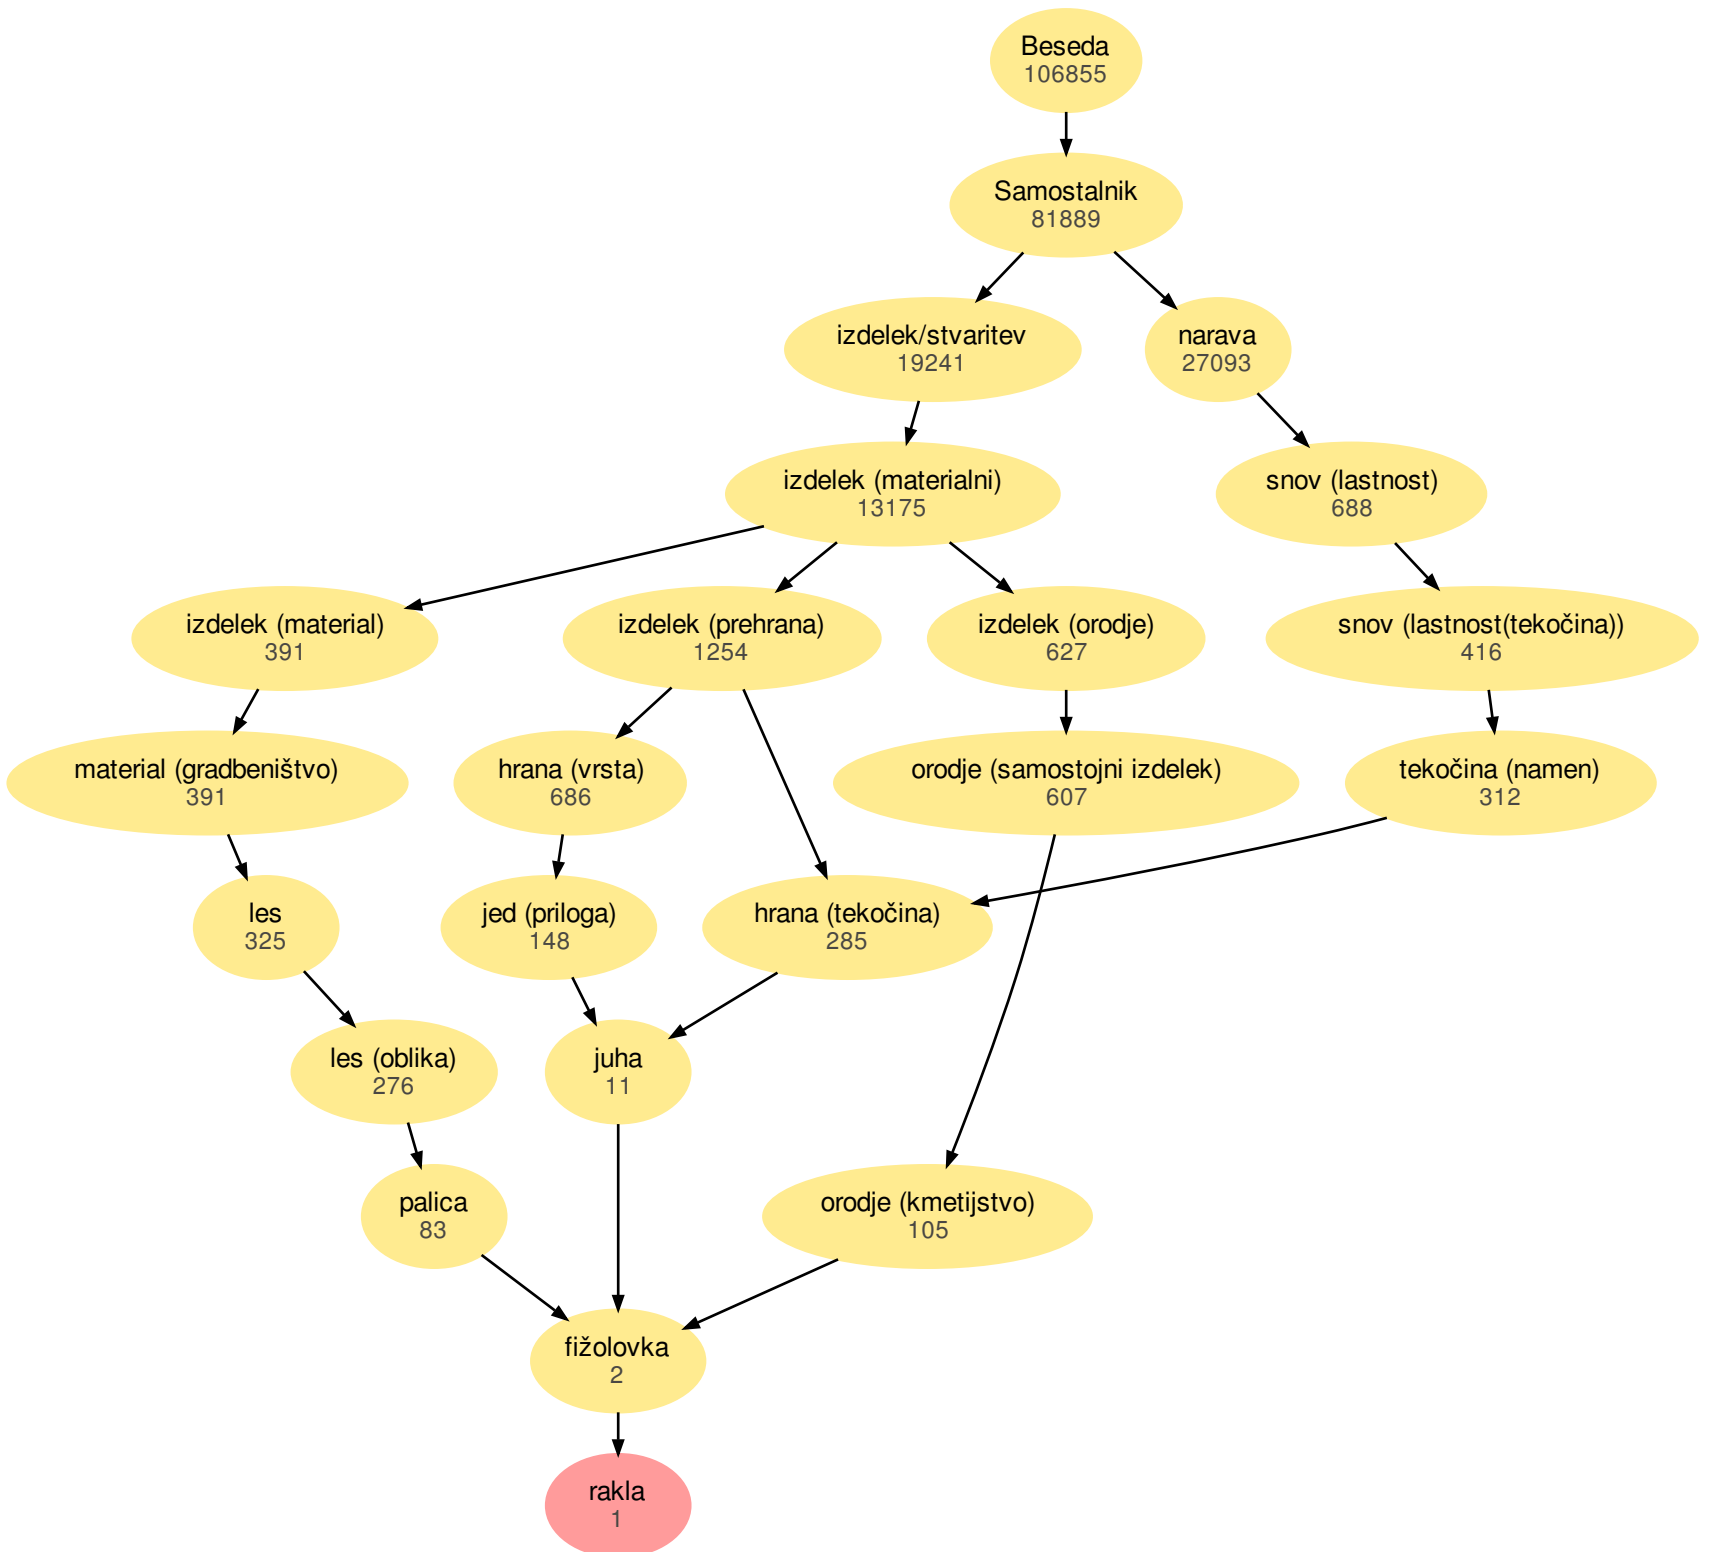 Beseda
106855
Samostalnik
81889
izdelek/stvaritev
19241
narava
27093
izdelek (materialni)
13175
snov (lastnost)
688
izdelek (material)
391
izdelek (prehrana)
1254
izdelek (orodje)
627
snov (lastnost(tekočina))
416
material (gradbeništvo)
391
hrana (vrsta)
686
orodje (samostojni izdelek)
607
tekočina (namen)
312
les
325
jed (priloga)
148
hrana (tekočina)
285
les (oblika)
276
juha
11
palica
83
orodje (kmetijstvo)
105
fižolovka
2
rakla
1